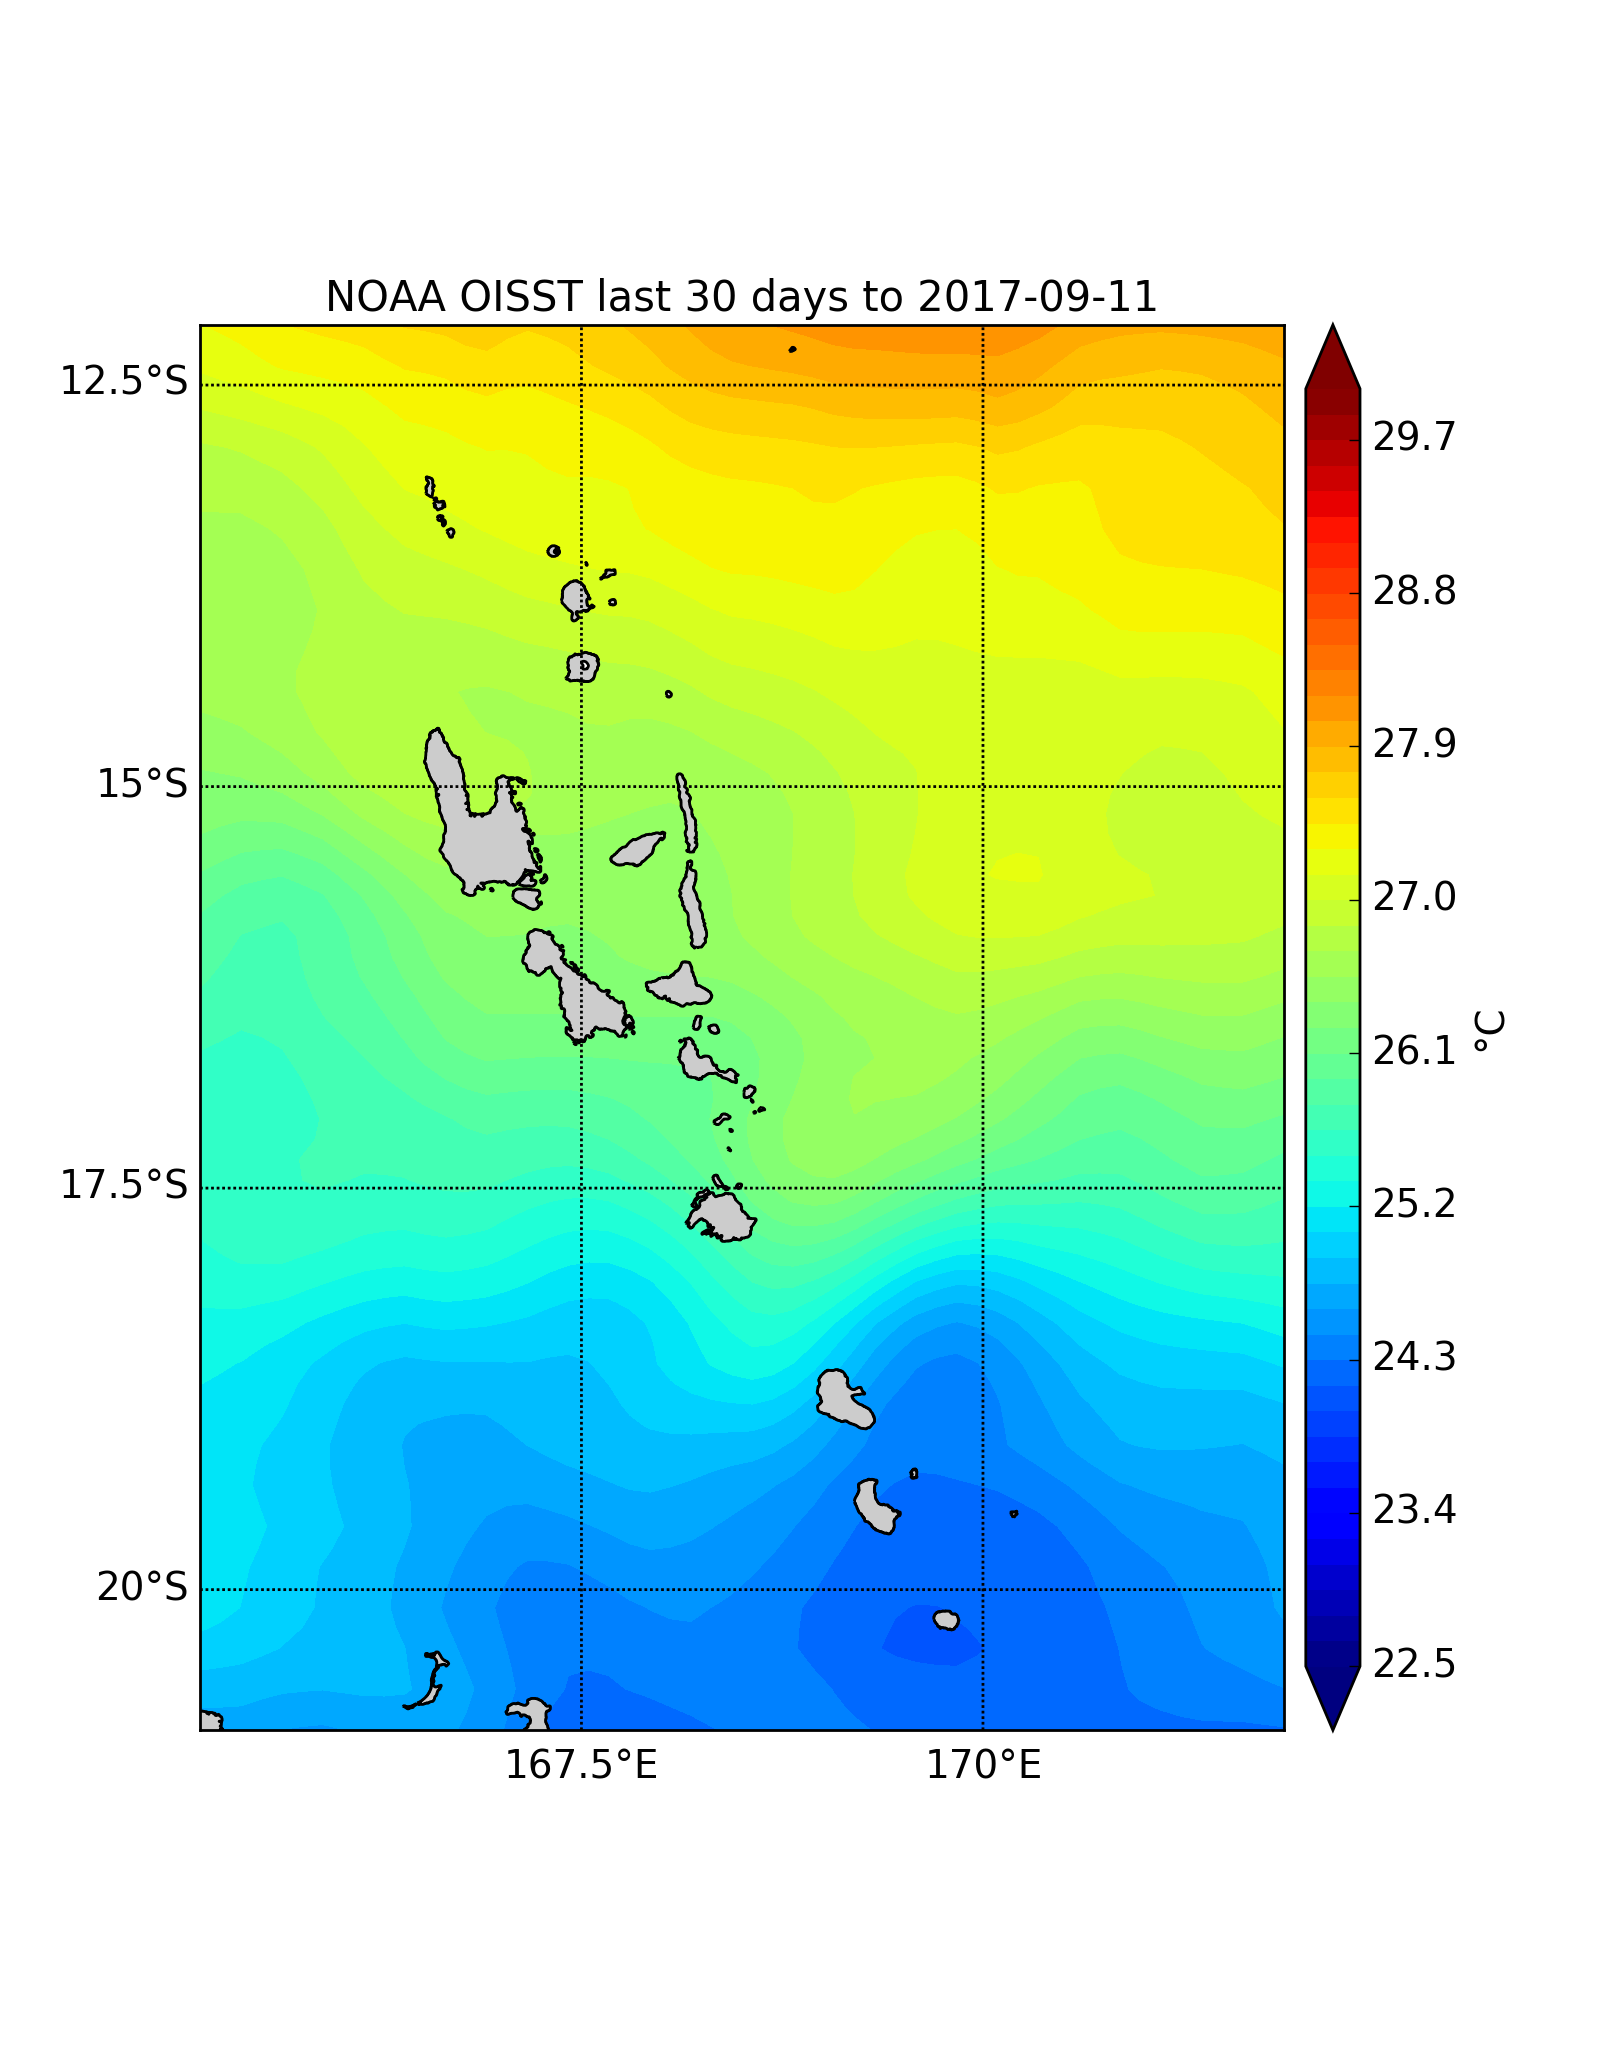 NOAA OISST last 30 days to 2017-09-11
12.5°S
15°S
17.5°S
20°S
167.5°E
170°E
29.7
28.8
27.9
27.0
26.1
25.2
24.3
23.4
22.5
°C